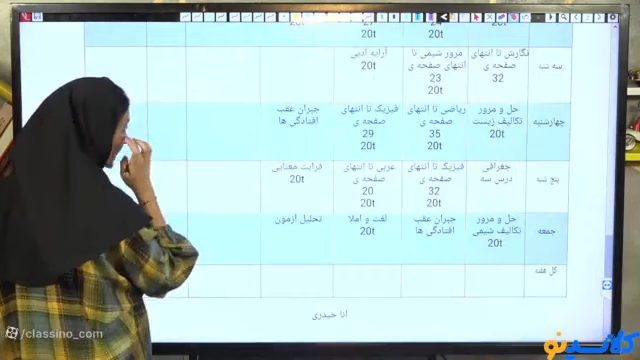 20t
20t
20t
سه شنبه
نگارش تا انتهای صفحه ی 32
مرور شیمی تا انتهای صفحه ی 23 20t
آرایه ادبی 20t
چهارشنبه
حل و مرور تکالیف زیست 20t
ریاضی تا انتهای صفحه ی 35 20t
فیزیک تا انتهای صفحه ی 29 20t
جبران عقب افتادگی ها
پنج شنبه
جغرافی درس سه
فیزیک تا انتهای صفحه ی 32 20t
عربی تا انتهای صفحه ی 20 20t
قرابت معنایی 20t
جمعه
حل و مرور تکالیف شیمی 20t
جبران عقب افتادگی ها
لغت و املا 20t
تحلیل آزمون
کل هفته
انا حیدری
/classino_com
کلاسینو